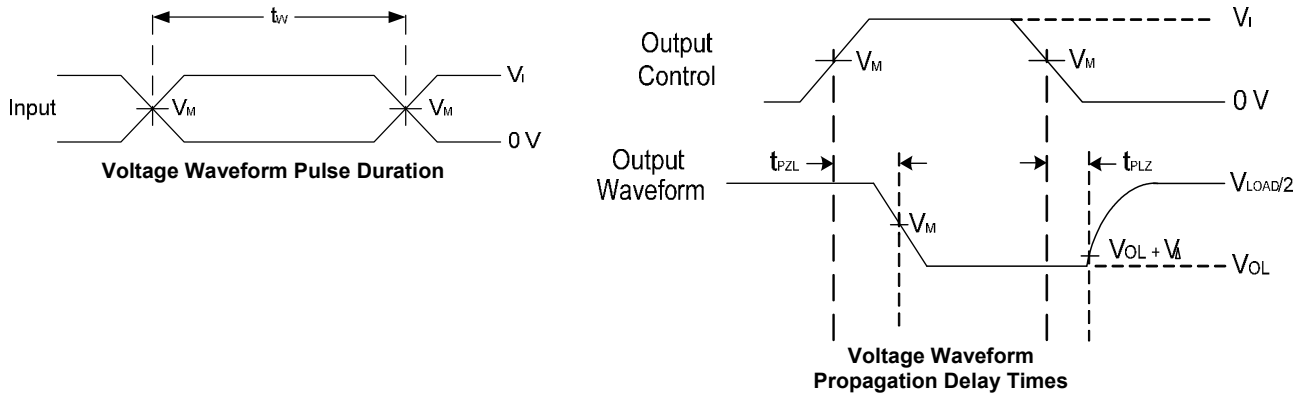 tW
Input
VM
VM
VI
0 V
Voltage Waveform Pulse Duration
Output
Control
VM
VM
VI
0 V
Output
Waveform
tPZL
tPLZ
VM
VLOAD/2
VOL + VΔ
VOL
Voltage Waveform
Propagation Delay Times